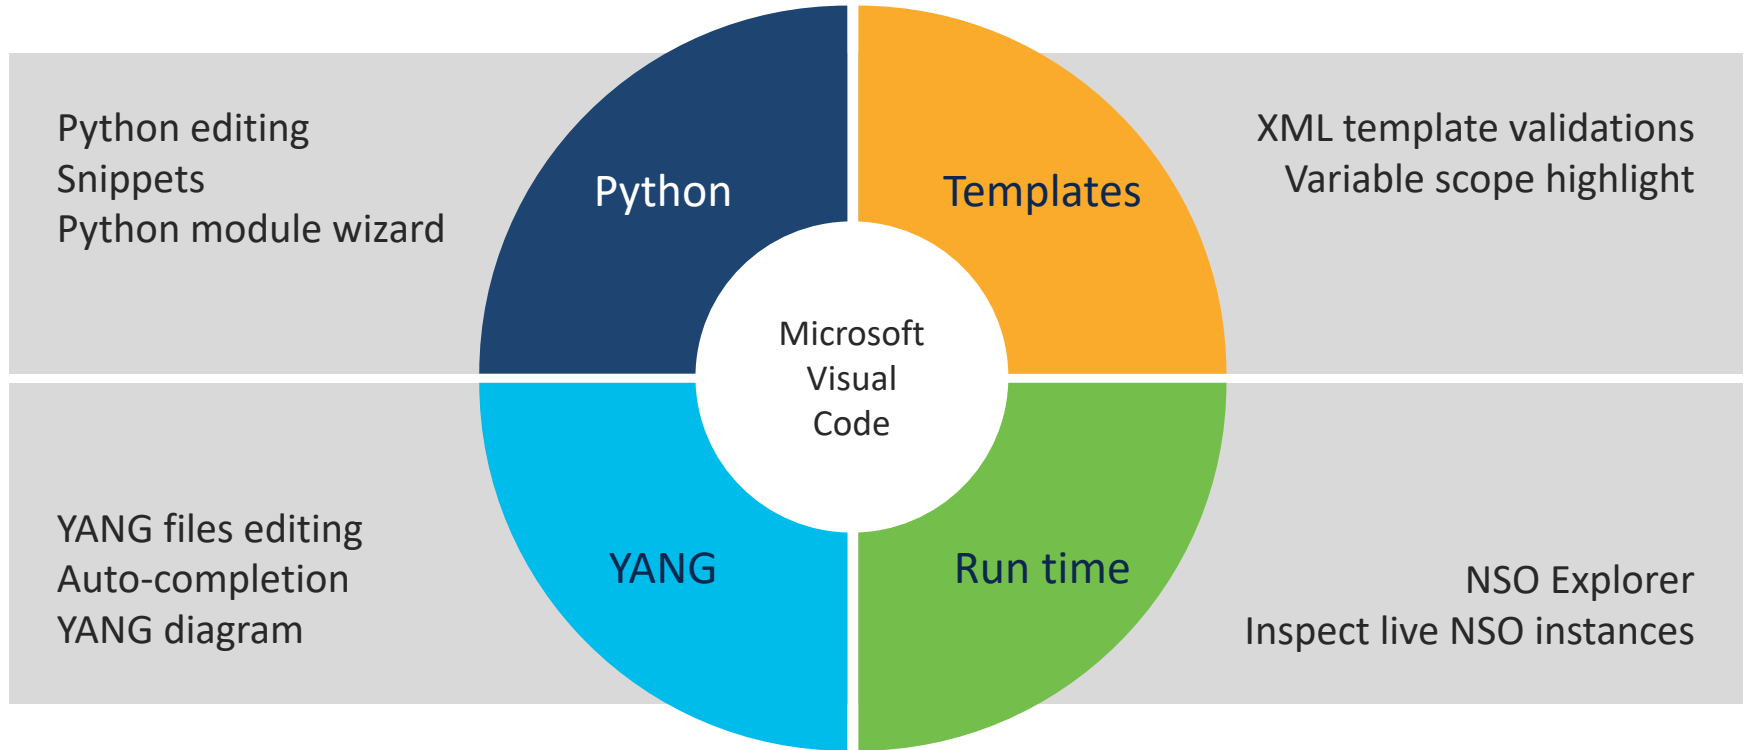 Python editing
Snippets
Python module wizard
Python
Templates
XML template validations
Variable scope highlight
Microsoft
Visual
Code
YANG files editing
Auto-completion
YANG diagram
YANG
Run time
NSO Explorer
Inspect live NSO instances